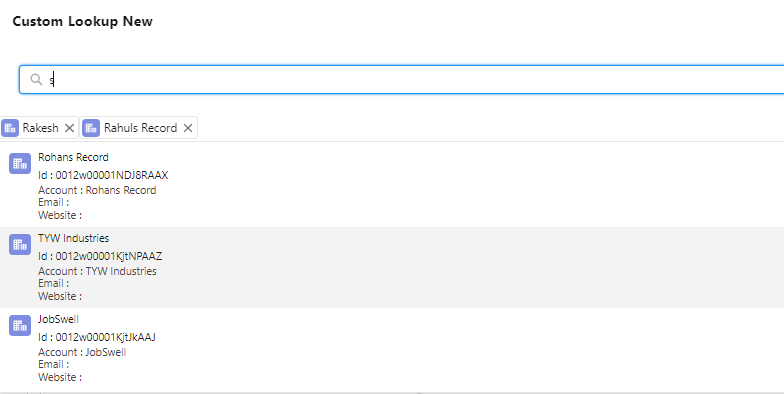 Custom Lookup New
s
Rakesh Rahuls Record
Rohans Record
Id : 0012w00001NDJ8RAAX
Account : Rohans Record
Email :
Website :
TYW Industries
Id : 0012w00001KjtNPAAZ
Account : TYW Industries
Email :
Website :
JobSwell
Id : 0012w00001KjtJkAAJ
Account : JobSwell
Email :
Website :